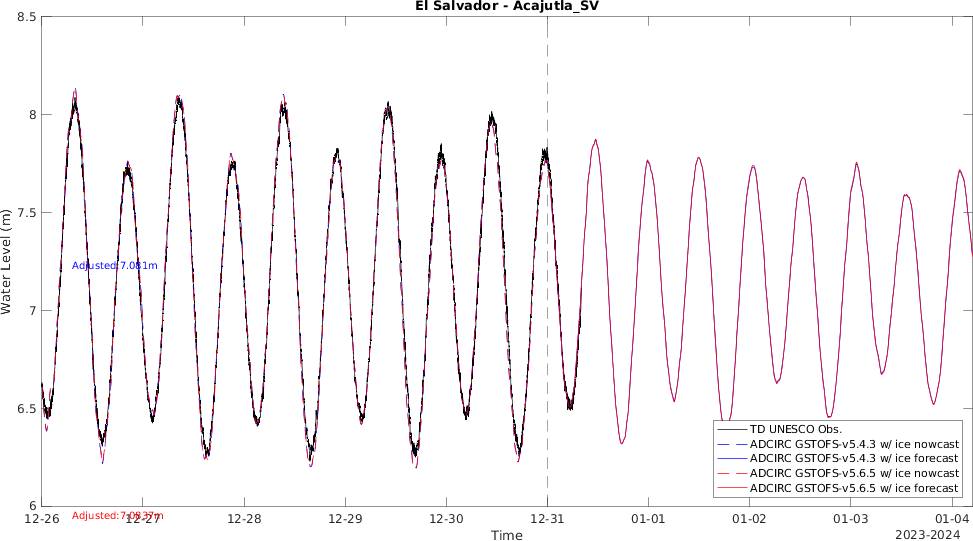 El Salvador - Acajutla_SV
8.5
8
7.5
7
6.5
6
Water Level (m)
Adjusted:7.081m
Adjusted:7.0837m
TD UNESCO Obs.
ADCIRC GSTOFS-v5.4.3 w/ ice nowcast
ADCIRC GSTOFS-v5.4.3 w/ ice forecast
ADCIRC GSTOFS-v5.6.5 w/ ice nowcast
ADCIRC GSTOFS-v5.6.5 w/ ice forecast
12-26 12-27 12-28 12-29 12-30 12-31 01-01 01-02 01-03 01-04
Time
2023-2024